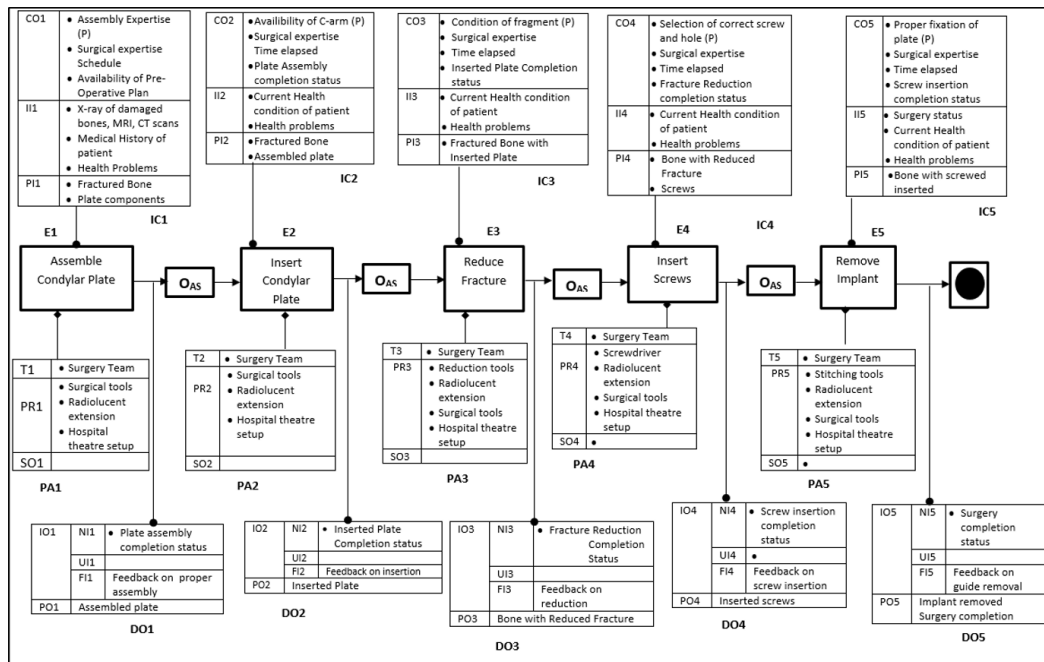 CO1
• Assembly Expertise
(P)
• Surgical expertise
Schedule
• Availability of Pre-
Operative Plan
II1
• X-ray of damaged
bones, MRI, CT scans
• Medical History of
patient
• Health Problems
PI1
• Fractured Bone
• Plate components
IC1
CO2
• Availibility of C-arm (P)
• Surgical expertise
Time elapsed
• Plate Assembly
completion status
II2
• Current Health
condition of patient
• Health problems
PI2
• Fractured Bone
• Assembled plate
IC2
CO3
• Condition of fragment (P)
• Surgical expertise
• Time elapsed
• Inserted Plate Completion
status
II3
• Current Health condition
of patient
• Health problems
PI3
• Fractured Bone with
Inserted Plate
IC3
CO4
• Selection of correct screw
and hole (P)
• Surgical expertise
• Time elapsed
• Fracture Reduction
completion status
II4
• Current Health condition
of patient
• Health problems
PI4
• Bone with Reduced
Fracture
• Screws
IC4
CO5
• Proper fixation of
plate (P)
• Surgical expertise
• Time elapsed
• Screw insertion
completion status
II5
• Surgery status
• Current Health
condition of patient
• Health problems
PI5
• Bone with screwed
inserted
IC5
E1
Assemble
Condylar Plate
OAS
E2
Insert
Condylar
Plate
OAS
E3
Reduce
Fracture
OAS
E4
Insert
Screws
OAS
E5
Remove
Implant
T1
• Surgery Team
PR1
• Surgical tools
• Radiolucent
extension
• Hospital
theatre setup
SO1
PA1
T2
• Surgery Team
PR2
• Surgical tools
• Radiolucent
extension
• Hospital theatre
setup
SO2
PA2
T3
• Surgery Team
PR3
• Reduction tools
• Radiolucent
extension
• Surgical tools
• Hospital theatre
setup
SO3
PA3
T4
• Surgery Team
PR4
• Screwdriver
• Radiolucent
extension
• Surgical tools
• Hospital theatre
setup
SO4
•
PA4
T5
• Surgery Team
PR5
• Stitching tools
• Radiolucent
extension
• Surgical tools
• Hospital theatre
setup
SO5
•
PA5
IO1
NI1
• Plate assembly
completion status
UI1
FI1
Feedback on proper
assembly
PO1
Assembled plate
DO1
IO2
NI2
• Inserted Plate
Completion status
UI2
FI2
Feedback on insertion
PO2
Inserted Plate
DO2
IO3
NI3
• Fracture Reduction
Completion
Status
UI3
FI3
Feedback on
reduction
PO3
Bone with Reduced Fracture
DO3
IO4
NI4
• Screw insertion
completion
status
UI4
•
FI4
Feedback on
screw insertion
PO4
Inserted screws
DO4
IO5
NI5
• Surgery
completion
status
UI5
FI5
Feedback on
guide removal
PO5
Implant removed
Surgery completion
DO5